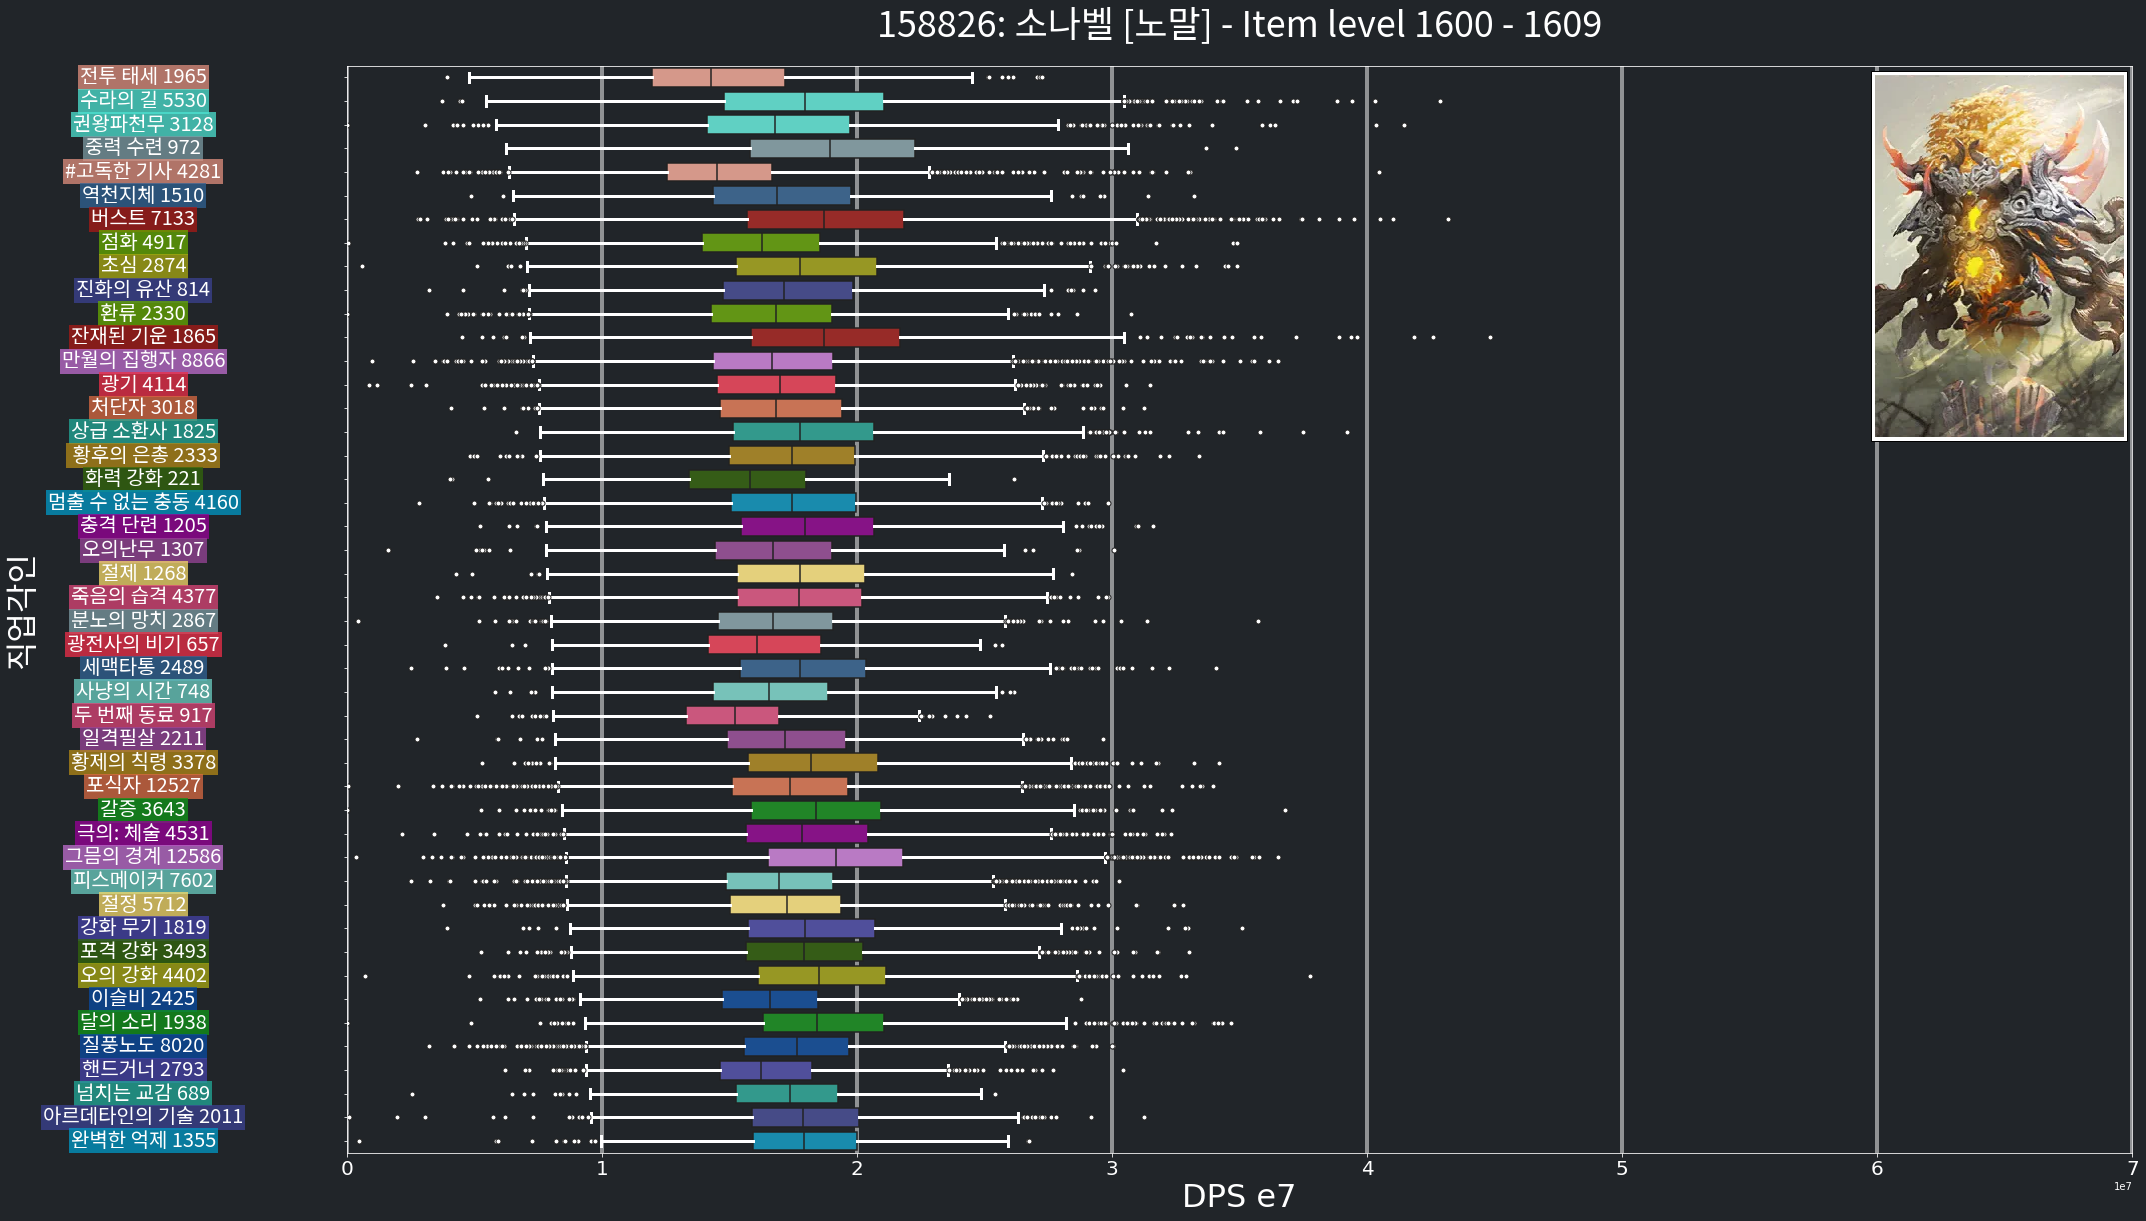 158826: 소나벨 [노말] - Item level 1600 - 1609
전투 태세 1965
수라의 길 5530
권왕파천무 3128
중력 수련 972
#고독한 기사 4281
역천지체 1510
버스트 7133
점화 4917
초심 2874
진화의 유산 814
환류 2330
잔재된 기운 1865
만월의 집행자 8866
광기 4114
처단자 3018
상급 소환사 1825
황후의 은총 2333
화력 강화 221
멈출 수 없는 충동 4160
충격 단련 1205
오의난무 1307
절제 1268
죽음의 습격 4377
분노의 망치 2867
광전사의 비기 657
세맥타통 2489
사냥의 시간 748
두 번째 동료 917
일격필살 2211
황제의 칙령 3378
포식자 12527
갈증 3643
극의: 체술 4531
그믐의 경계 12586
피스메이커 7602
절정 5712
강화 무기 1819
포격 강화 3493
오의 강화 4402
이슬비 2425
달의 소리 1938
질풍노도 8020
핸드거너 2793
넘치는 교감 689
아르데타인의 기술 2011
완벽한 억제 1355
직업각인
0 1 2 3 4 5 6 7
1e7
DPS e7